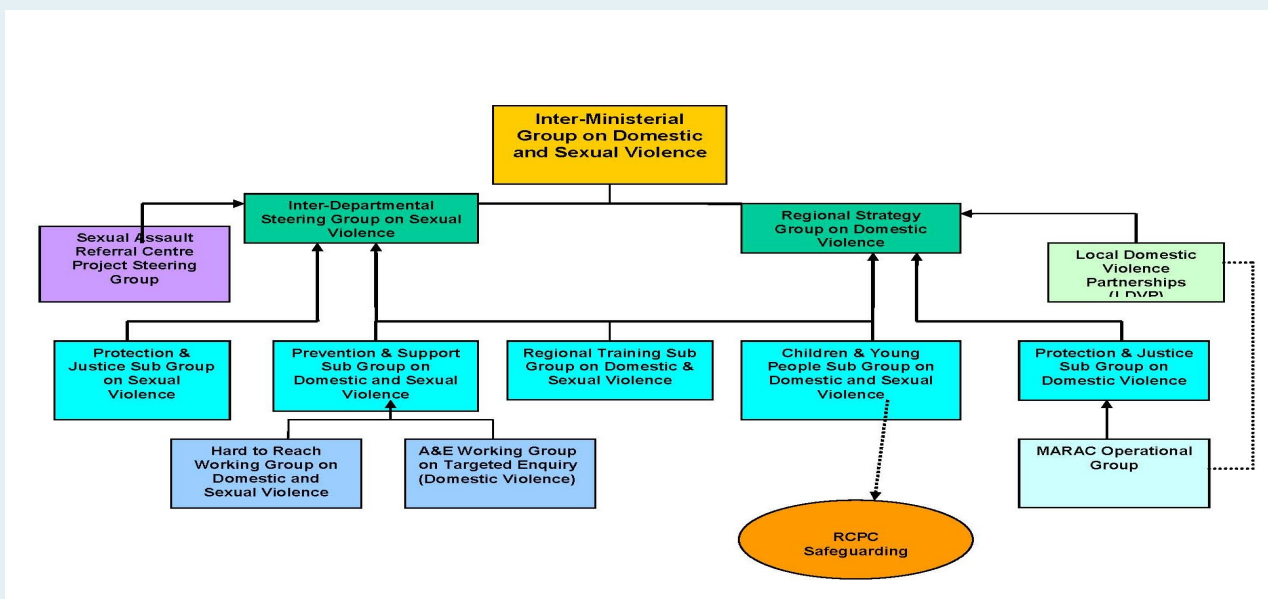 Inter-Ministerial
Group on Domestic
and Sexual Violence
Inter-Departmental
Steering Group on Sexual
Violence
Regional Strategy
Group on Domestic
Violence
Sexual Assault
Referral Centre
Project Steering
Group
Local Domestic
Violence
Partnerships
(LDVP)
Protection &
Justice Sub Group
on Sexual
Violence
Prevention & Support
Sub Group on
Domestic and Sexual
Violence
Regional Training Sub
Group on Domestic &
Sexual Violence
Children & Young
People Sub Group on
Domestic and Sexual
Violence
Protection & Justice
Sub Group on
Domestic Violence
Hard to Reach
Working Group on
Domestic and
Sexual Violence
A&E Working Group
on Targeted Enquiry
(Domestic Violence)
MARAC Operational
Group
RCPC
Safeguarding